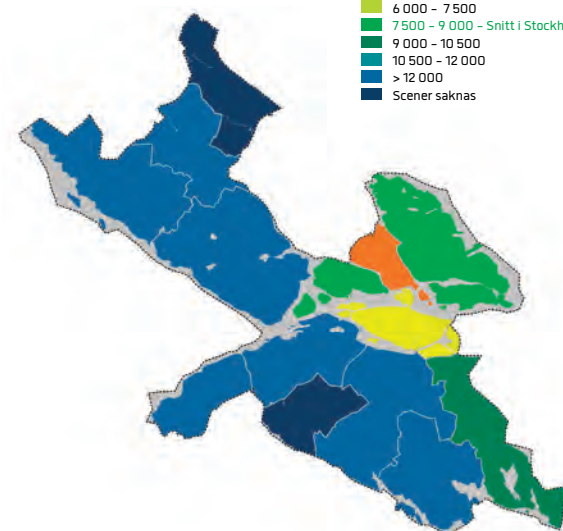 6 000 – 7 500
7 500 – 9 000 – Snitt i
9 000 – 10 500
10 500 – 12 000
> 12 000
Scener saknas